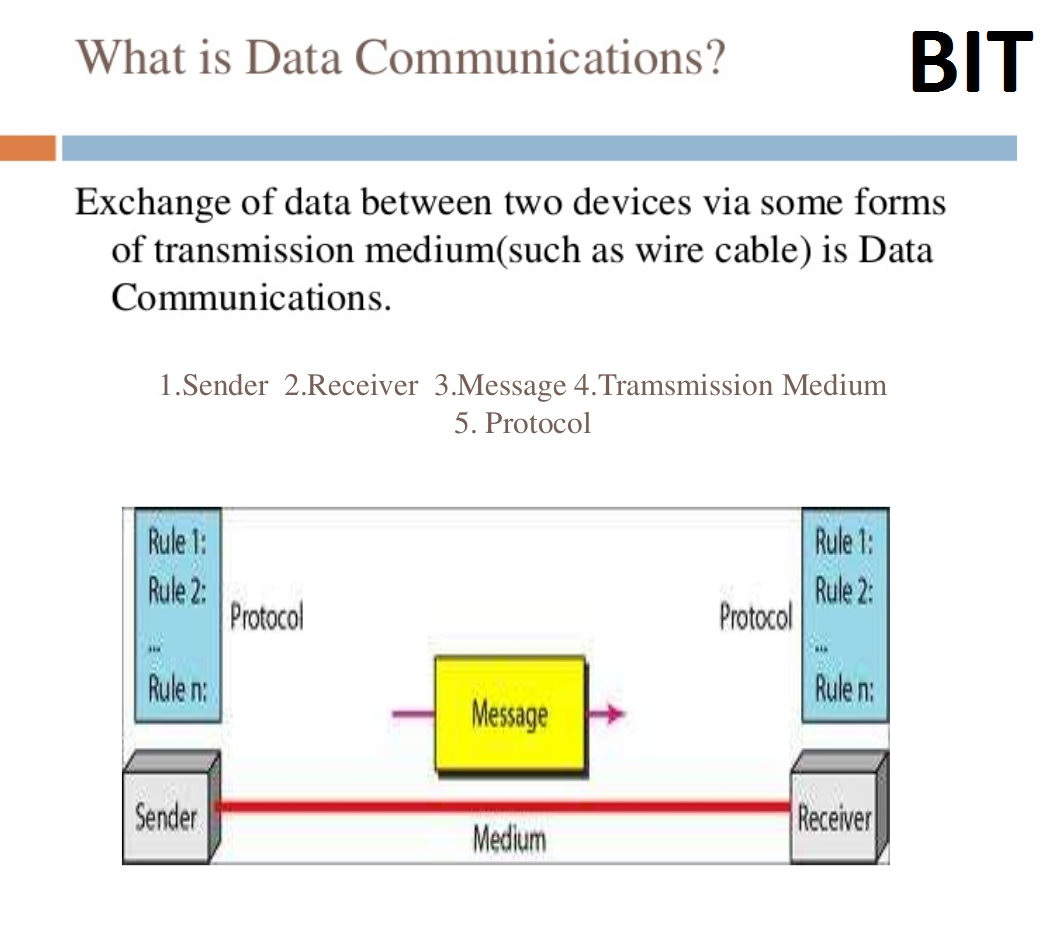 What is Data Communications?
BIT
Exchange of data between two devices via some forms
of transmission medium(such as wire cable) is Data
Communications.
1.Sender 2.Receiver 3.Message 4.Tramsmission Medium
5. Protocol
Rule 1:
Rule 2:
...
Rule n:
Protocol
Protocol
Rule 1:
Rule 2:
...
Rule n:
Message
Sender
Medium
Receiver